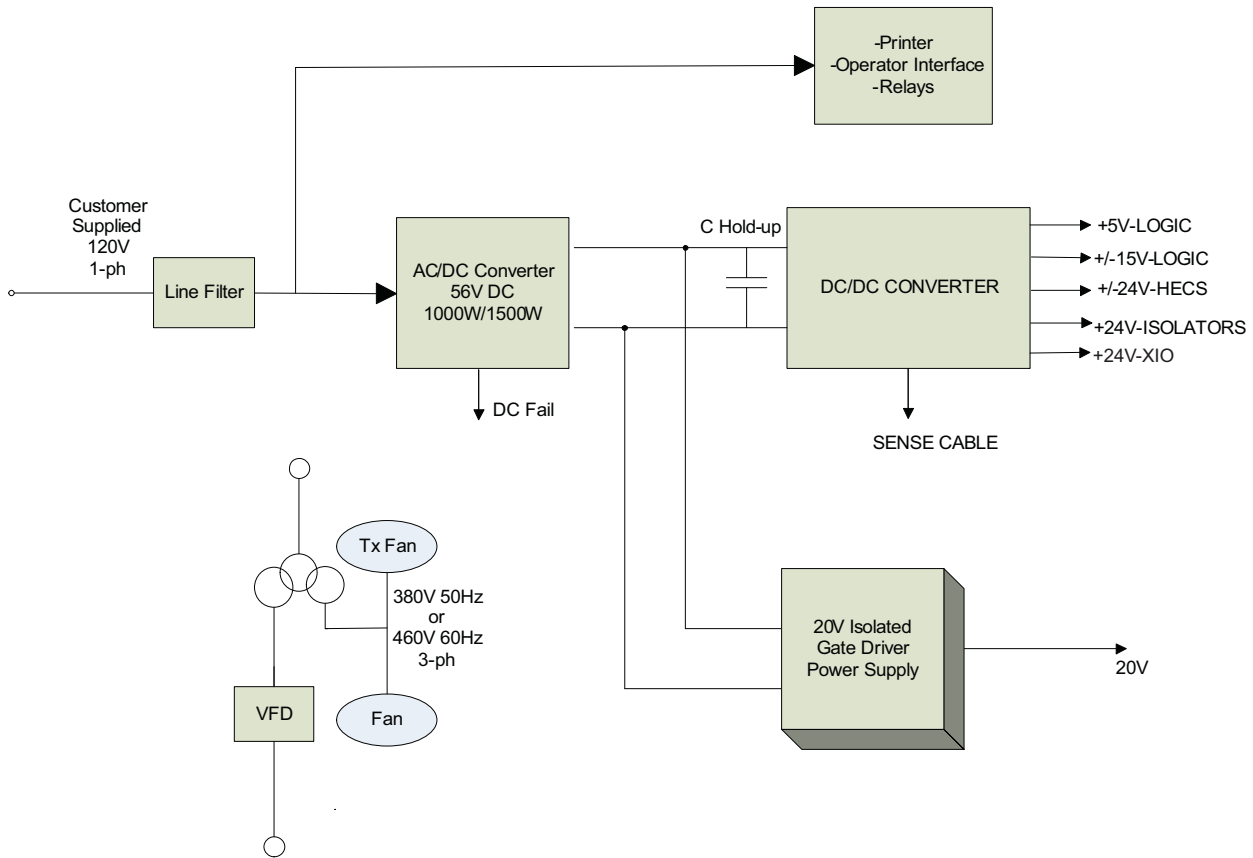 -Printer
-Operator Interface
-Relays
Customer
Supplied
120V
1-ph
Line Filter
AC/DC Converter
56V DC
1000W/1500W
C Hold-up
DC/DC CONVERTER
+5V-LOGIC
+/-15V-LOGIC
+/-24V-HECS
+24V-ISOLATORS
+24V-XIO
DC Fail
SENSE CABLE
Tx Fan
380V 50Hz
or
460V 60Hz
3-ph
VFD
Fan
20V Isolated
Gate Driver
Power Supply
20V